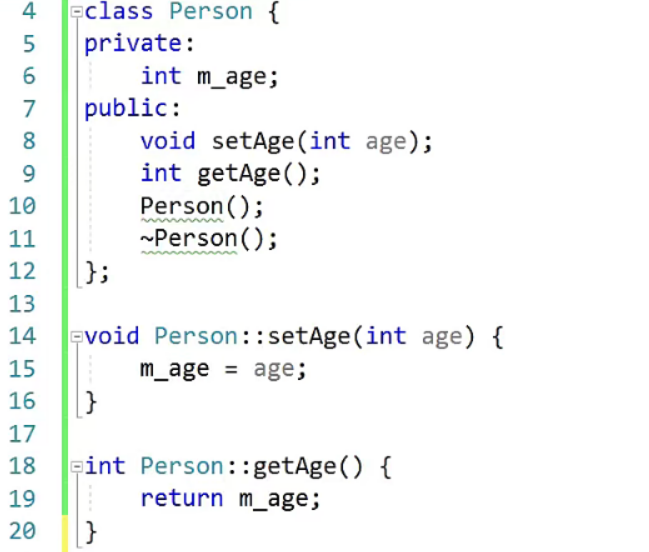 4 class Person {
5 private:
6     int m_age;
7 public:
8     void setAge(int age);
9     int getAge();
10     Person();
11     ~Person();
12 };
13
14 void Person::setAge(int age) {
15     m_age = age;
16 }
17
18 int Person::getAge() {
19     return m_age;
20 }